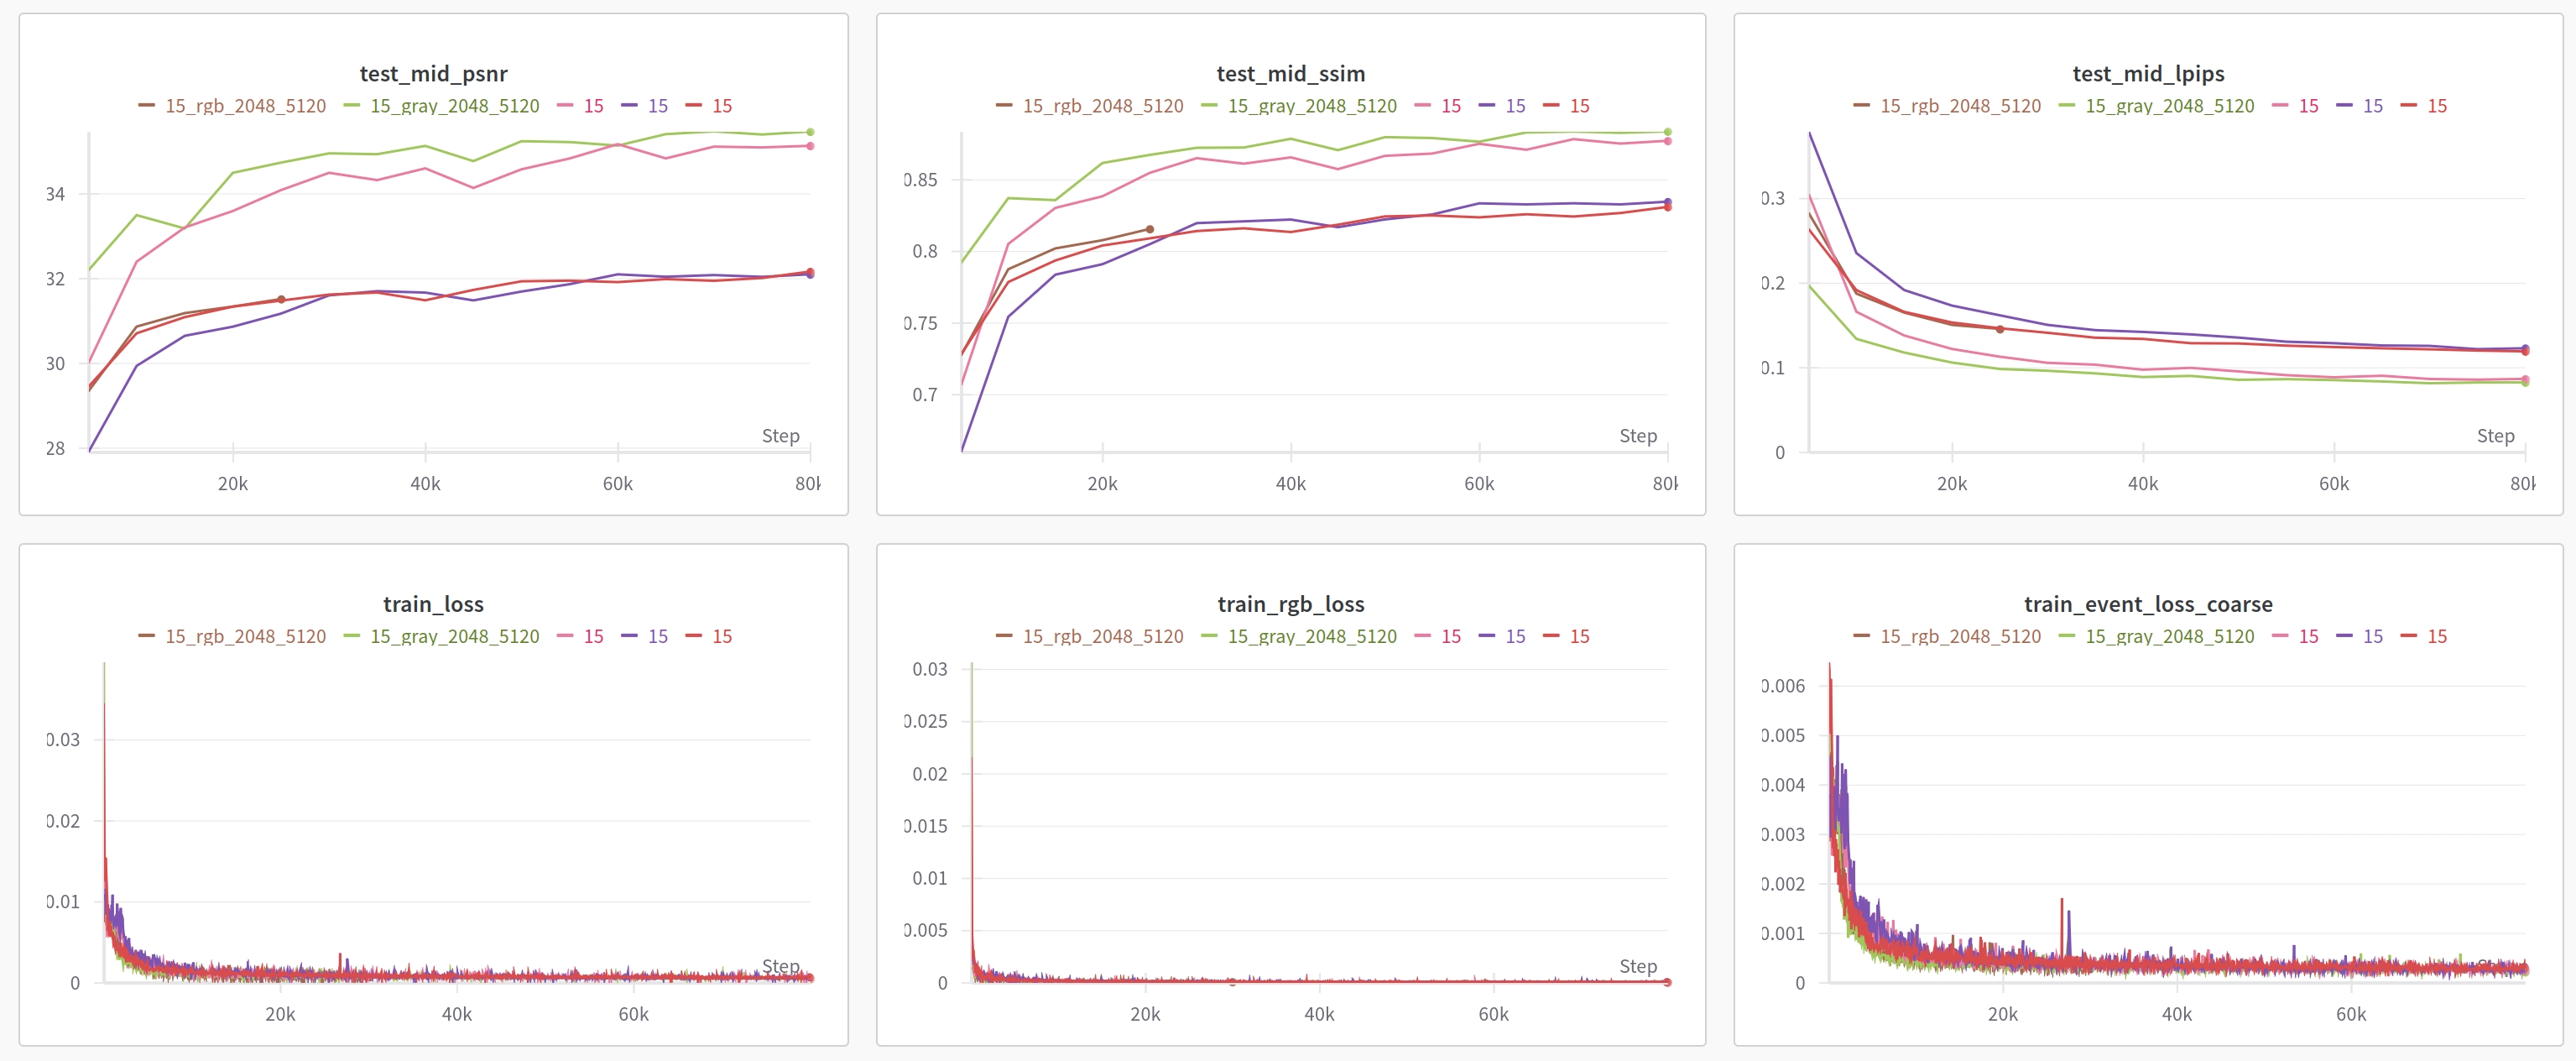 test_mid_psnr
15_rgb_2048_5120 15_gray_2048_5120 15 15 15
34
32
30
28
Step
20k 40k 60k 80k
test_mid_ssim
15_rgb_2048_5120 15_gray_2048_5120 15 15 15
0.85
0.8
0.75
0.7
Step
20k 40k 60k 80k
test_mid_lpips
15_rgb_2048_5120 15_gray_2048_5120 15 15 15
0.3
0.2
0.1
0
Step
20k 40k 60k 80k
train_loss
15_rgb_2048_5120 15_gray_2048_5120 15 15 15
0.03
0.02
0.01
0
Step
20k 40k 60k
train_rgb_loss
15_rgb_2048_5120 15_gray_2048_5120 15 15 15
0.03
0.025
0.02
0.015
0.01
0.005
0
Step
20k 40k 60k
train_event_loss_coarse
15_rgb_2048_5120 15_gray_2048_5120 15 15 15
0.006
0.005
0.004
0.003
0.002
0.001
0
Step
20k 40k 60k